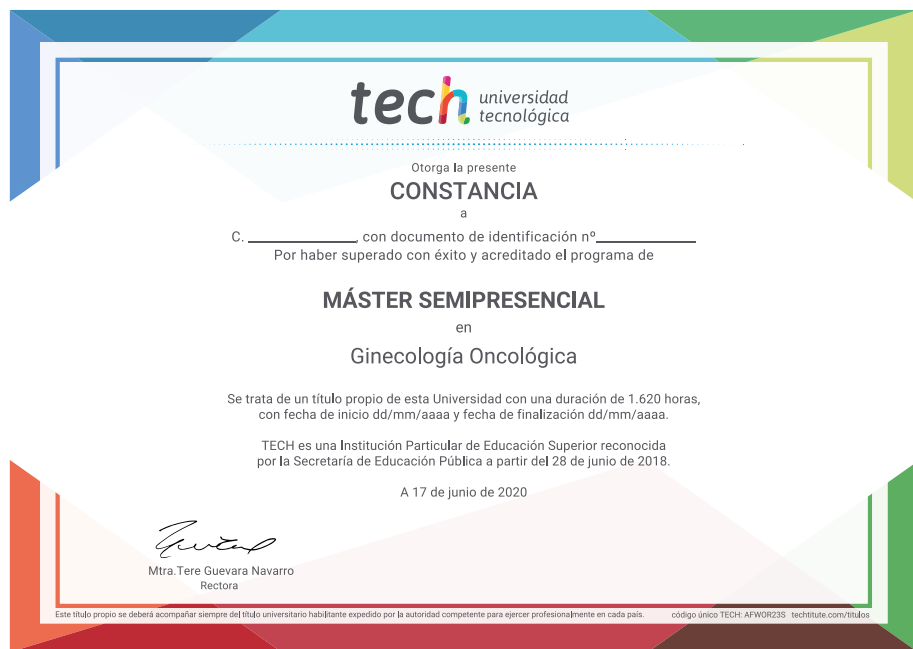 tech universidad
tecnológica
Otorga la presente
CONSTANCIA
a
C. ____________, con documento de identificación nº___________
Por haber superado con éxito y acreditado el programa de
MÁSTER SEMIPRESENCIAL
en
Ginecología Oncológica
Se trata de un título propio de esta Universidad con una duración de 1.620 horas,
con fecha de inicio dd/mm/aaaa y fecha de finalización dd/mm/aaaa.
TECH es una Institución Particular de Educación Superior reconocida
por la Secretaría de Educación Pública a partir del 28 de junio de 2018.
A 17 de junio de 2020
Mtra.Tere Guevara Navarro
Rectora
Este título propio se deberá acompañar siempre del título universitario habilitante expedido por la autoridad competente para ejercer profesionalmente en cada país. código único TECH: AFWOR23S techtitute.com/titulos